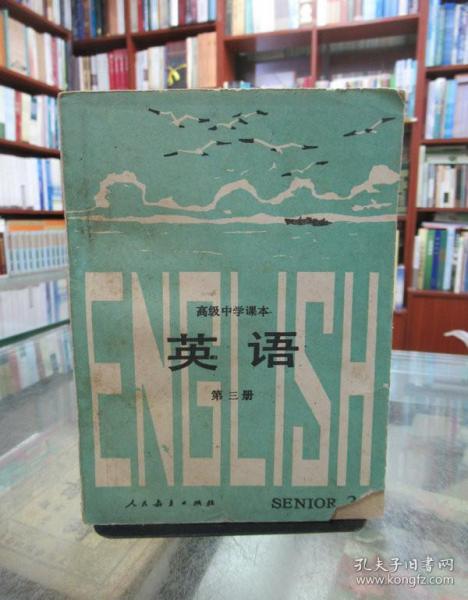 高级中学课本
英语
第三册
ENGLISH
人民教育出版社
SENIOR 3
孔夫子旧书网
www.kongfz.com